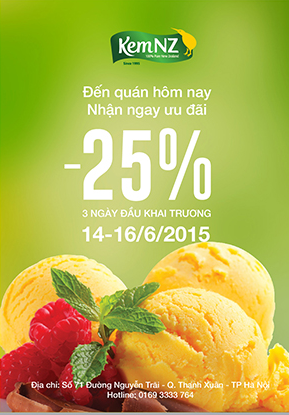 KemNZ
100% Pure New Zealand
Since 1995
Đến quán hôm nay
Nhận ngay ưu đãi
-25%
3 NGÀY ĐẦU KHAI TRƯƠNG
14-16/6/2015
Địa chỉ: Số 71 Đường Nguyễn Trãi - Q. Thanh Xuân - TP Hà Nội
Hotline: 0169 3333 764